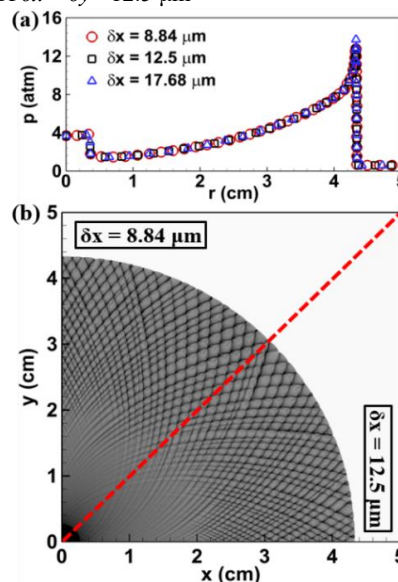 (a)
δx = 8.84 μm
δx = 12.5 μm
δx = 17.68 μm
p (atm)
16
12
8
4
0
0 1 2 3 4 5
r (cm)
(b)
δx = 8.84 μm
δx = 12.5 μm
y (cm)
5
4
3
2
1
0
0 1 2 3 4 5
x (cm)